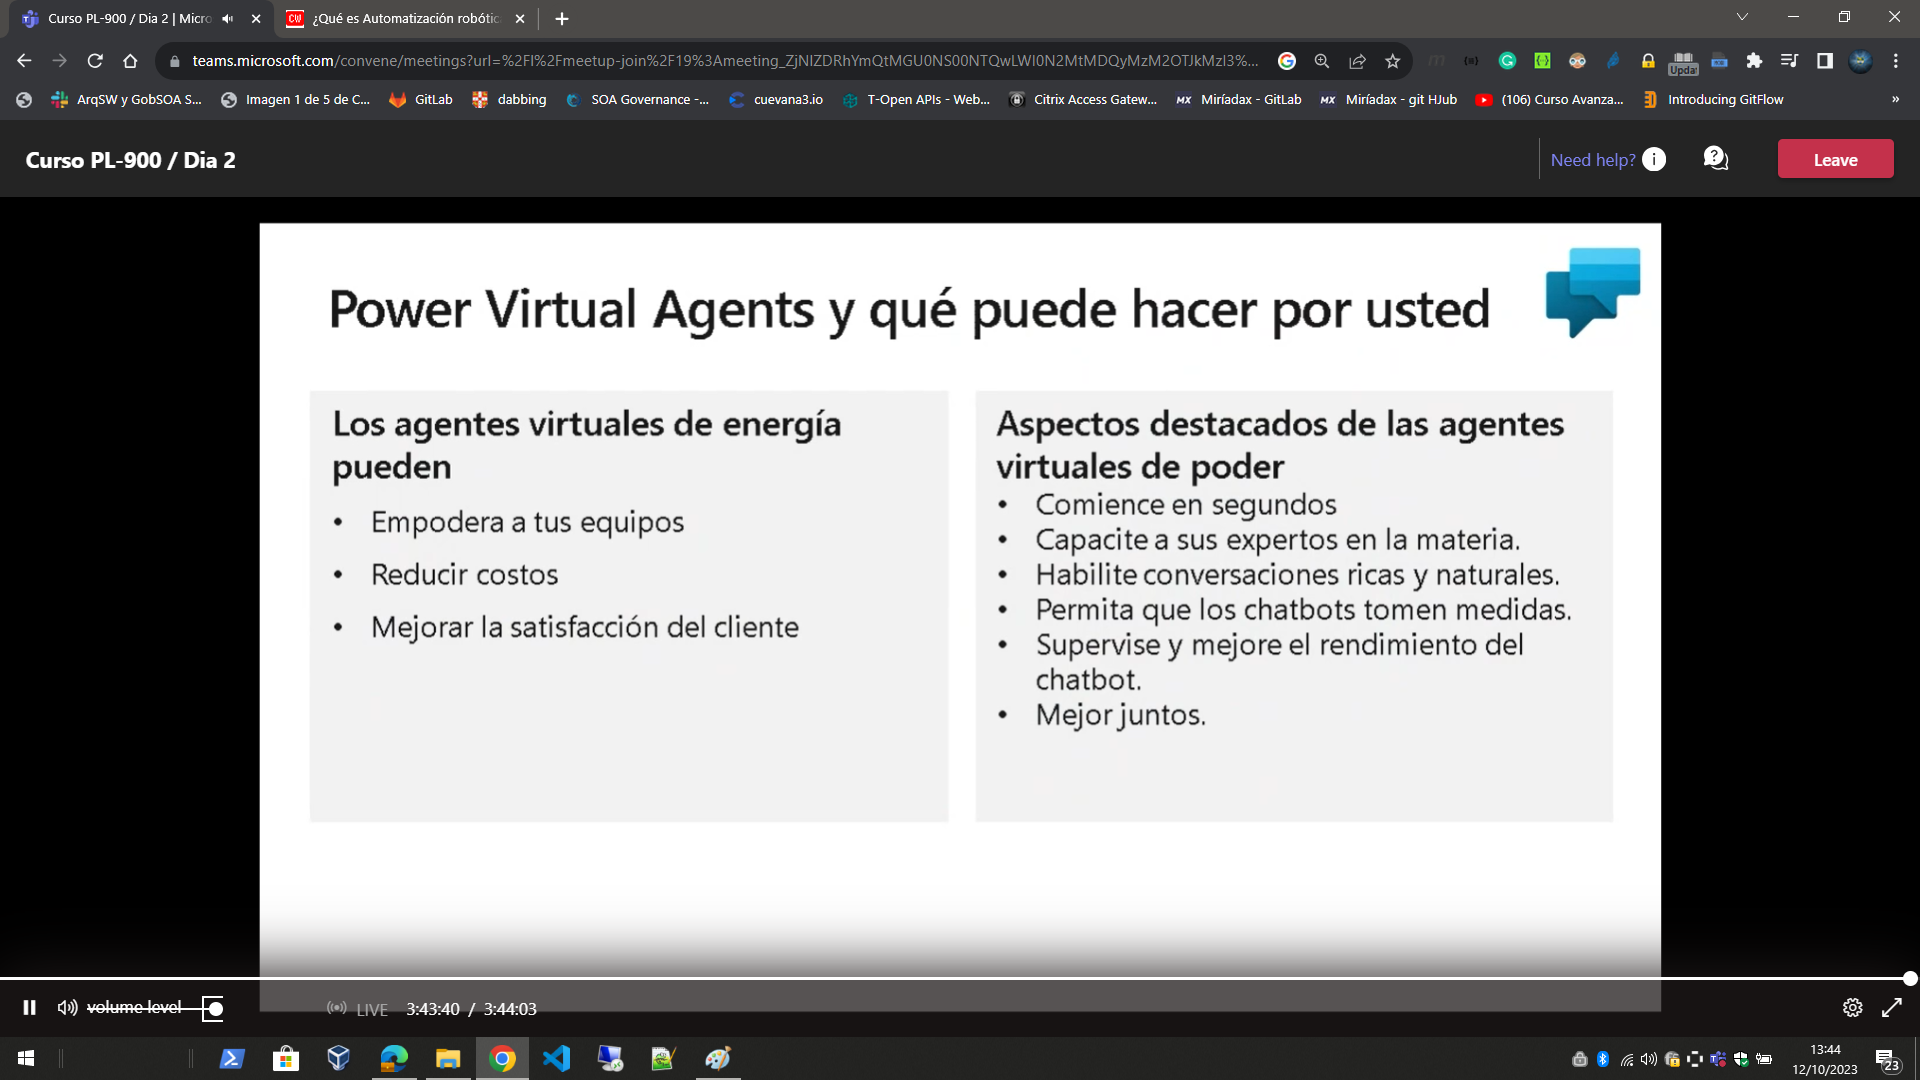 Curso PL-900 / Dia 2 | Micro
CW ¿Qué es Automatización robótic
teams.microsoft.com/convene/meetings?url=%2Fl%2Fmeetup-join%2F19%3Ameeting_ZjNlZDRhYmQtMGU0NS00NTQwLWI0N2MtMDQyMzM2OTJkMzI3%...
Upda
ArqSW y GobSOA S...
Imagen 1 de 5 de C...
GitLab
dabbing
SOA Governance -...
cuevana3.io
T-Open APIs - Web...
Citrix Access Gatew...
MX Miríadax - GitLab
MX Miríadax - git HJub
(106) Curso Avanza...
Introducing GitFlow
»
Curso PL-900 / Dia 2
Need help?
Leave
Power Virtual Agents y qué puede hacer por usted
Los agentes virtuales de energía
pueden
• Empodera a tus equipos
• Reducir costos
• Mejorar la satisfacción del cliente
Aspectos destacados de las agentes
virtuales de poder
• Comience en segundos
• Capacite a sus expertos en la materia.
• Habilite conversaciones ricas y naturales.
• Permita que los chatbots tomen medidas.
• Supervise y mejore el rendimiento del
chatbot.
• Mejor juntos.
volume level
LIVE 3:43:40 / 3:44:03
13:44
12/10/2023
23